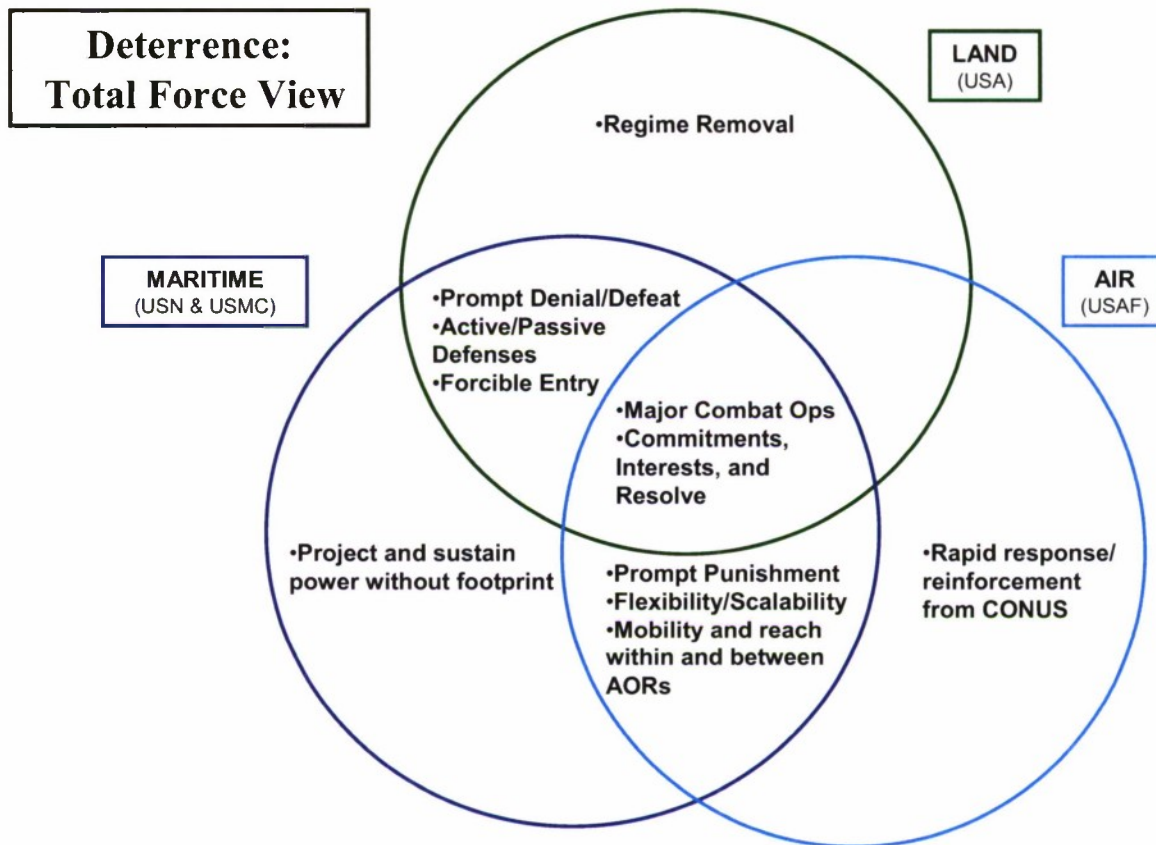 Deterrence:
Total Force View
LAND
(USA)
•Regime Removal
MARITIME
(USN & USMC)
AIR
(USAF)
•Prompt Denial/Defeat
•Active/Passive
Defenses
•Forcible Entry
•Major Combat Ops
•Commitments,
Interests, and
Resolve
•Project and sustain
power without footprint
•Prompt Punishment
•Flexibility/Scalability
•Mobility and reach
within and between
AORs
•Rapid response/
reinforcement
from CONUS